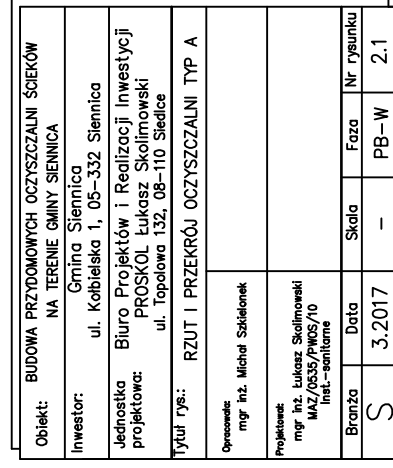 Obiekt: BUDOWA PRZYDOMOWYCH OCZYSZCZALNI ŚCIEKÓW
NA TERENIE GMINY SIENNICA
Inwestor: Gmina Siennica
ul. Kołbielska 1, 05-332 Siennica
Jednostka projektowa: Biuro Projektów i Realizacji Inwestycji
PROSKOL Łukasz Skolimowski
ul. Topolowa 132, 08-110 Siedlce
Tytuł rys.: RZUT I PRZEKRÓJ OCZYSZCZALNI TYP A
Opracował:
mgr inż. Michał Szkielonek
Projektował:
mgr inż. Łukasz Skolimowski
MAZ/0535/PWOS/10
Inst.-sanitarne
Branża Data Skala Faza Nr rysunku
S 3.2017 - PB-W 2.1